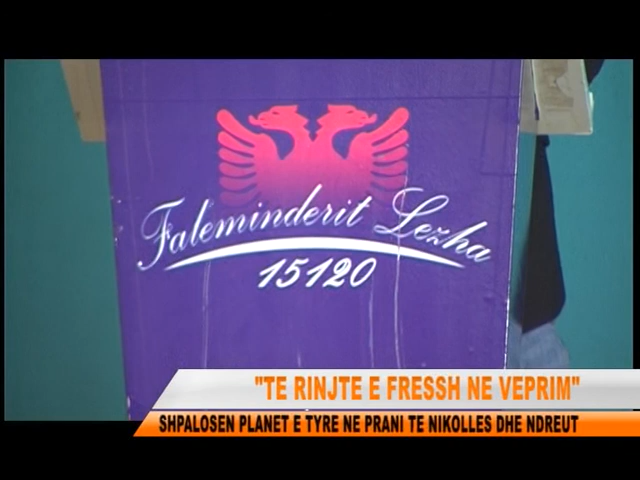 Faleminderit Lezha
15120
"TE RINJTE E FRESSH NE VEPRIM"
SHPALOSEN PLANET E TYRE NE PRANI TE NIKOLLES DHE NDREUT